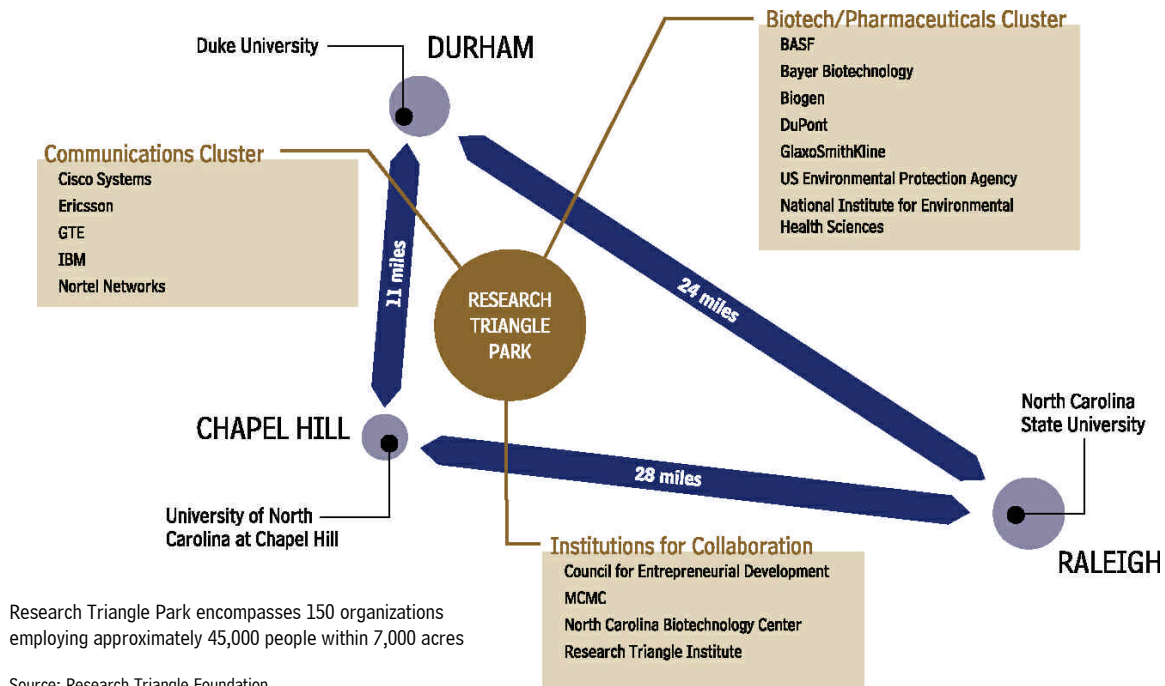 Biotech/Pharmaceuticals Cluster
BASF
Bayer Biotechnology
Biogen
DuPont
GlaxoSmithKline
US Environmental Protection Agency
National Institute for Environmental
Health Sciences
Duke University
DURHAM
Communications Cluster
Cisco Systems
Ericsson
GTE
IBM
Nortel Networks
11 miles
24 miles
RESEARCH
TRIANGLE
PARK
CHAPEL HILL
28 miles
North Carolina
State University
University of North
Carolina at Chapel Hill
RALEIGH
Institutions for Collaboration
Council for Entrepreneurial Development
MCMC
North Carolina Biotechnology Center
Research Triangle Institute
Research Triangle Park encompasses 150 organizations
employing approximately 45,000 people within 7,000 acres
Source: Research Triangle Foundation